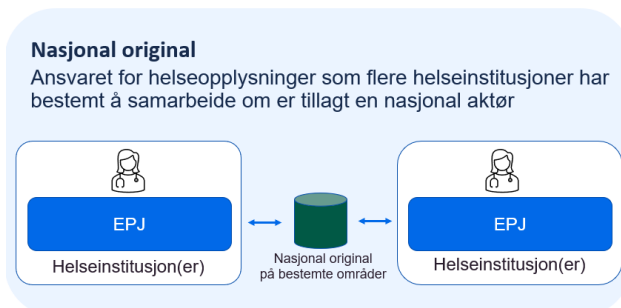 Nasjonal original
Ansvaret for helseopplysninger som flere helseinstitusjoner har
bestemt å samarbeide om er tillagt en nasjonal aktør
EPJ
Helseinstitusjon(er)
Nasjonal original
på bestemte områder
EPJ
Helseinstitusjon(er)